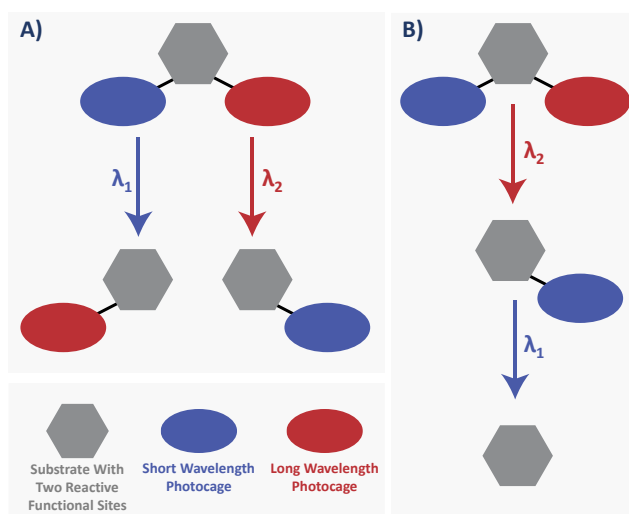 A)
λ1
λ2
B)
λ2
λ1
Substrate With
Two Reactive
Functional Sites
Short Wavelength
Photocage
Long Wavelength
Photocage